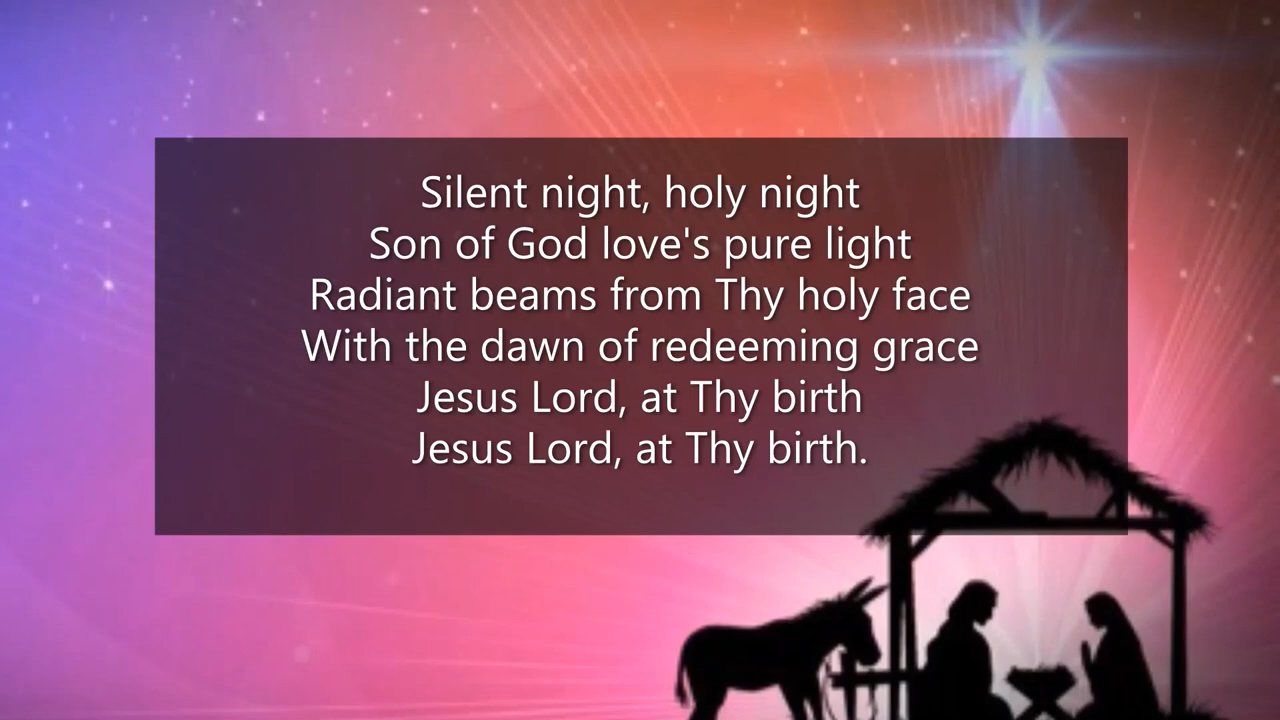 Silent night, holy night
Son of God love's pure light
Radiant beams from Thy holy face
With the dawn of redeeming grace
Jesus Lord, at Thy birth
Jesus Lord, at Thy birth.